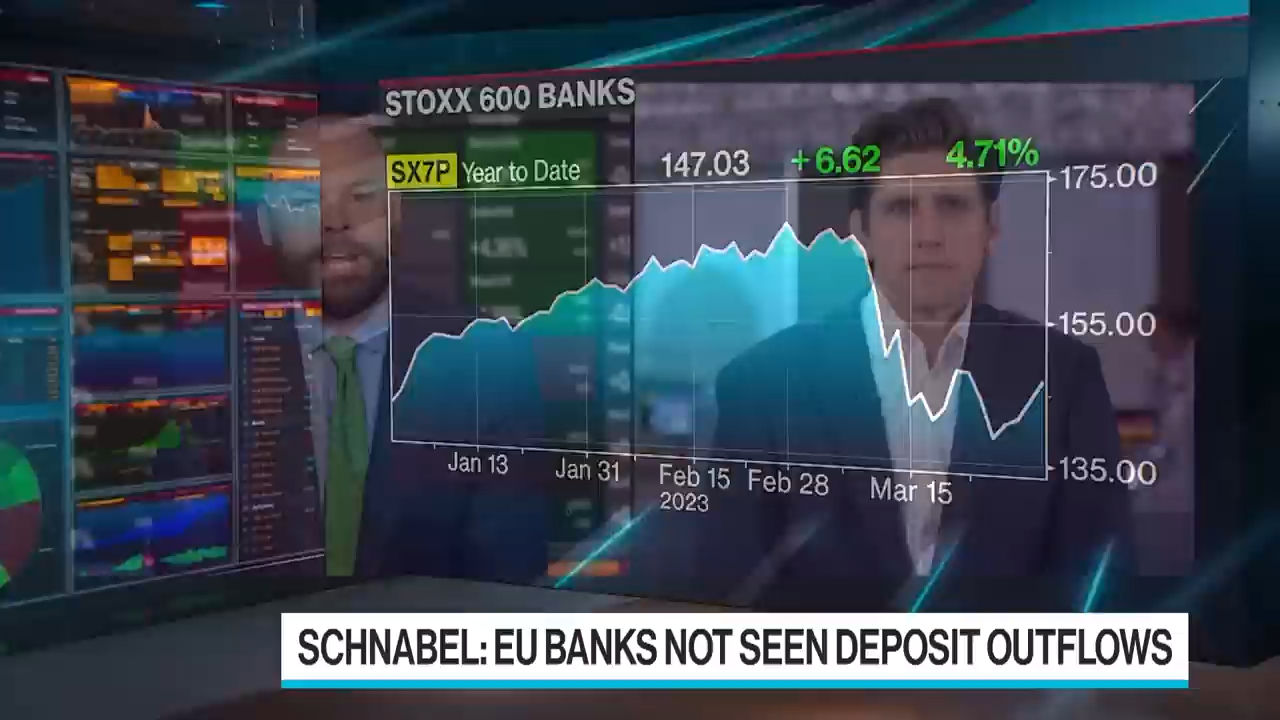 STOXX 600 BANKS
SX7P Year to Date 147.03 +6.62 4.71%
175.00
155.00
135.00
Jan 13 Jan 31 Feb 15 Feb 28 Mar 15
2023
SCHNABEL: EU BANKS NOT SEEN DEPOSIT OUTFLOWS